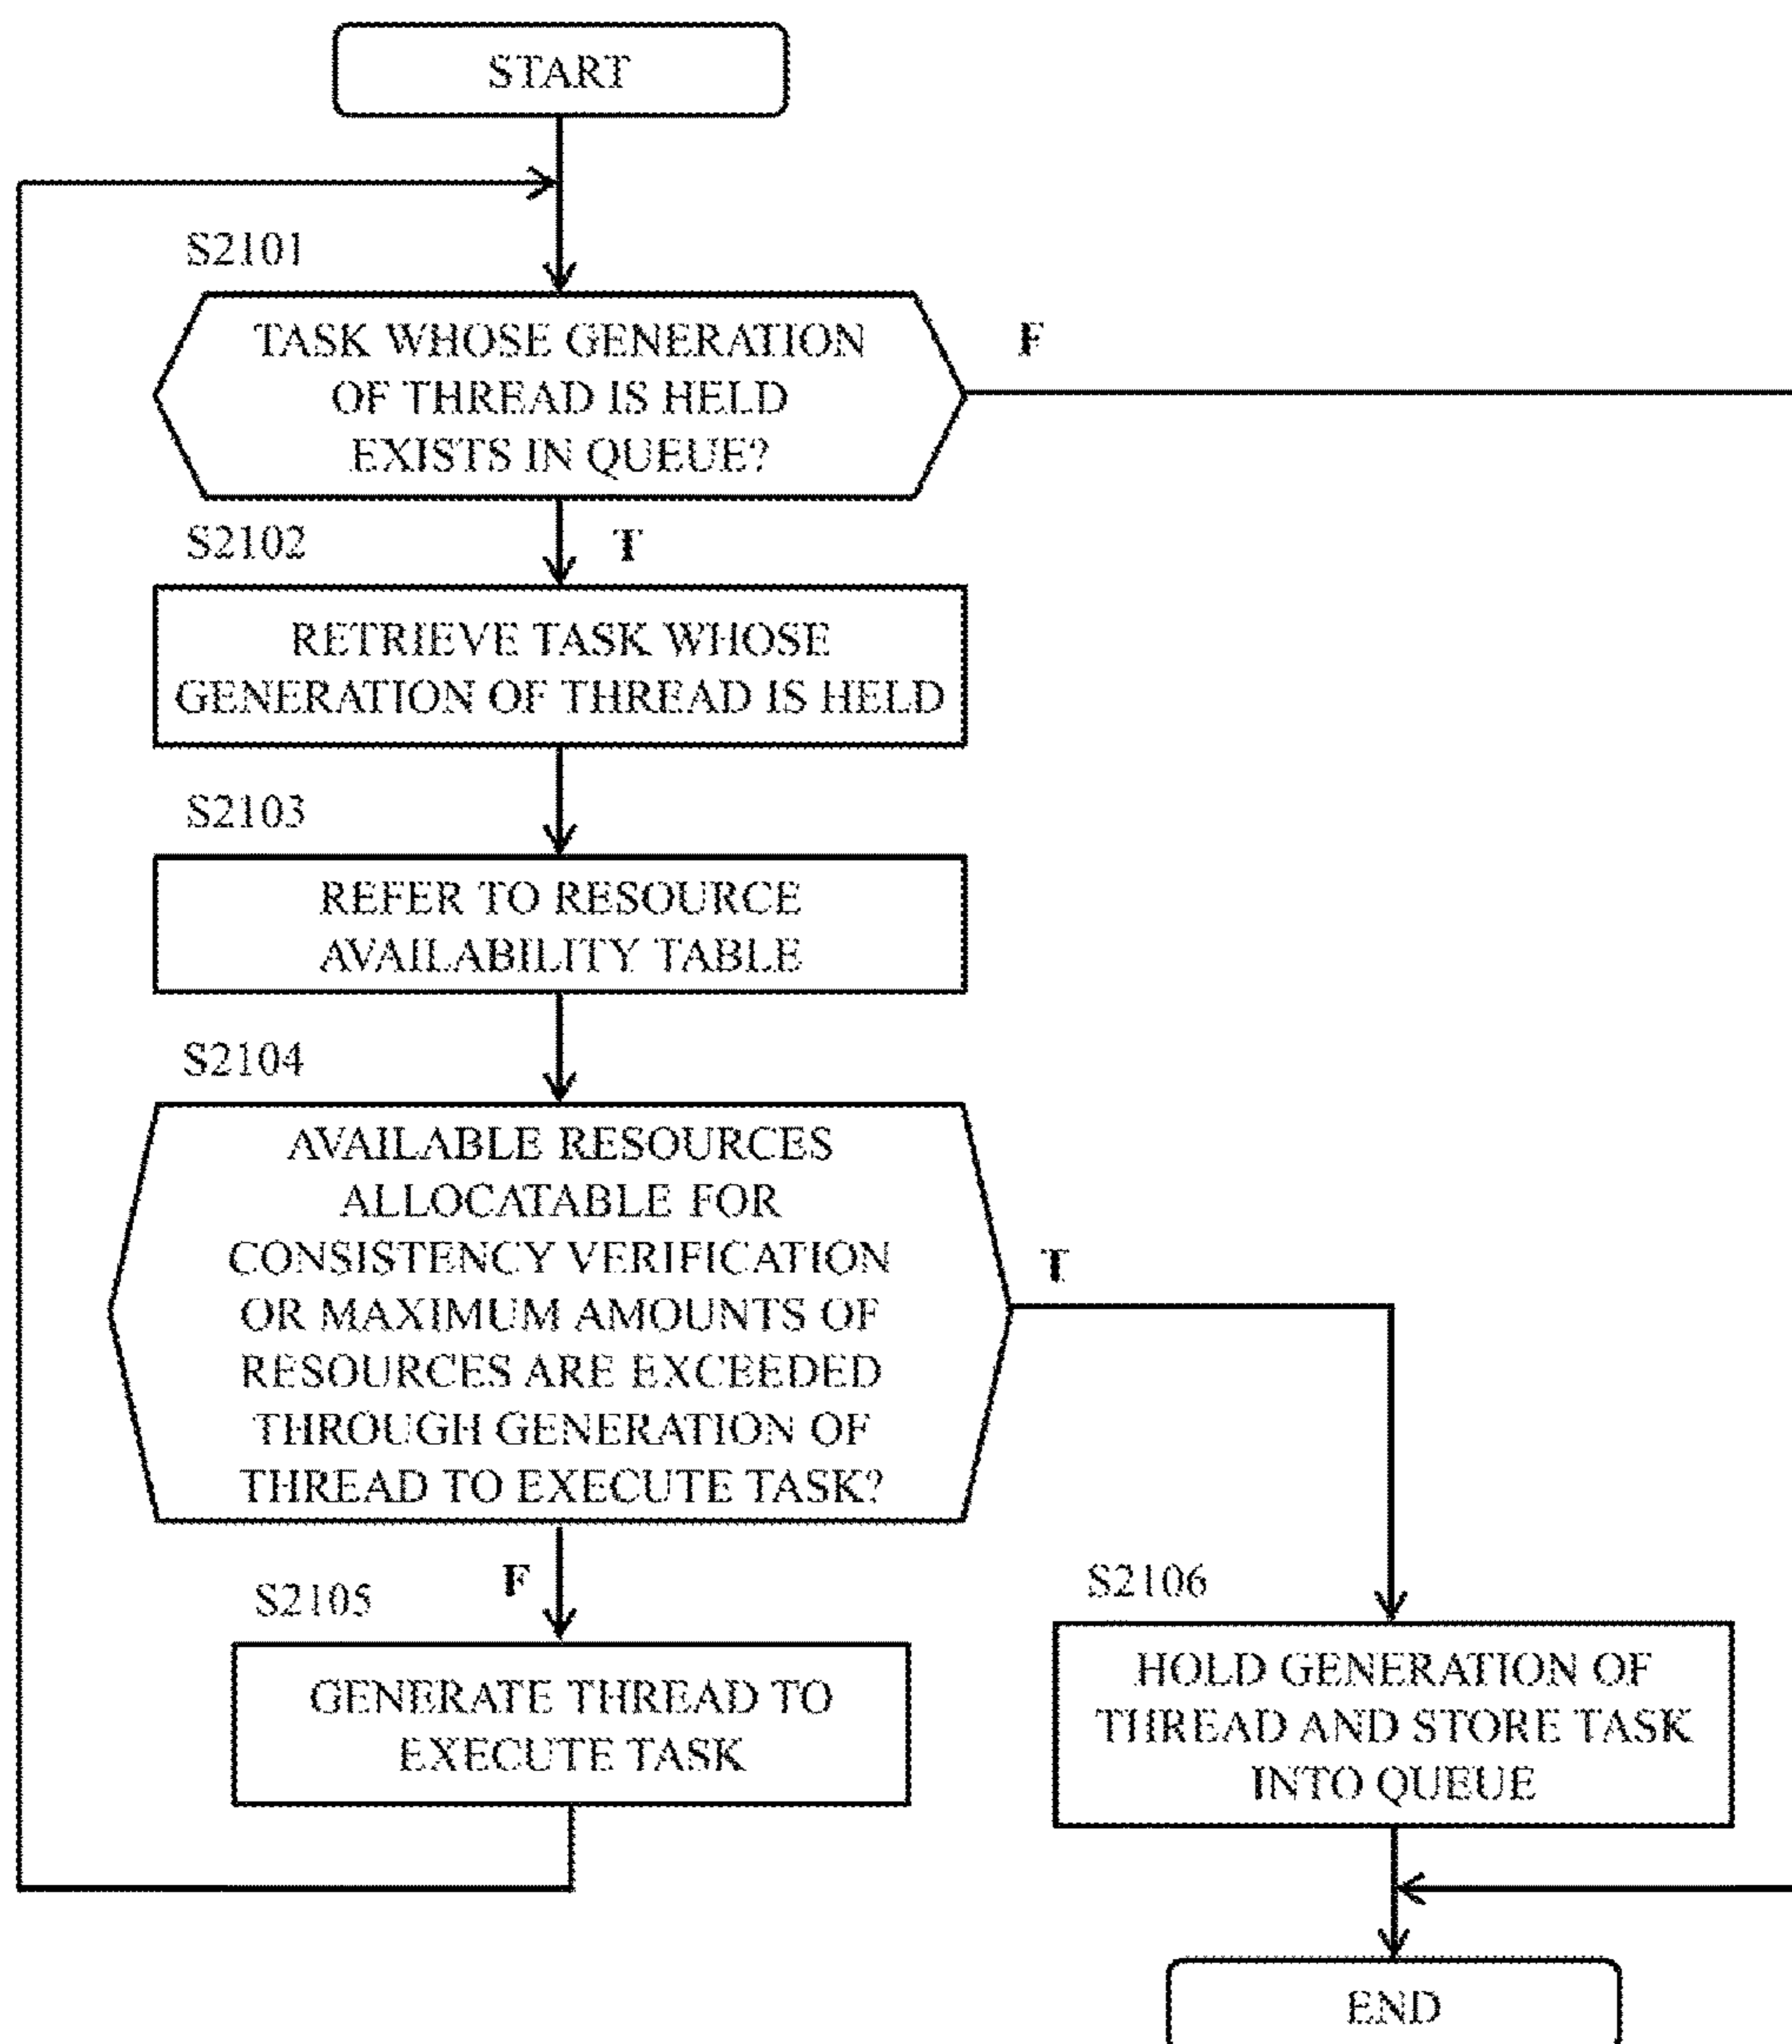 START
S2101
TASK WHOSE GENERATION
OF THREAD IS HELD
EXISTS IN QUEUE?
F
S2102
T
RETRIEVE TASK WHOSE
GENERATION OF THREAD IS HELD
S2103
REFER TO RESOURCE
AVAILABILITY TABLE
S2104
AVAILABLE RESOURCES
ALLOCATABLE FOR
CONSISTENCY VERIFICATION
OR MAXIMUM AMOUNTS OF
RESOURCES ARE EXCEEDED
THROUGH GENERATION OF
THREAD TO EXECUTE TASK?
T
F
S2105
GENERATE THREAD TO
EXECUTE TASK
S2106
HOLD GENERATION OF
THREAD AND STORE TASK
INTO QUEUE
END